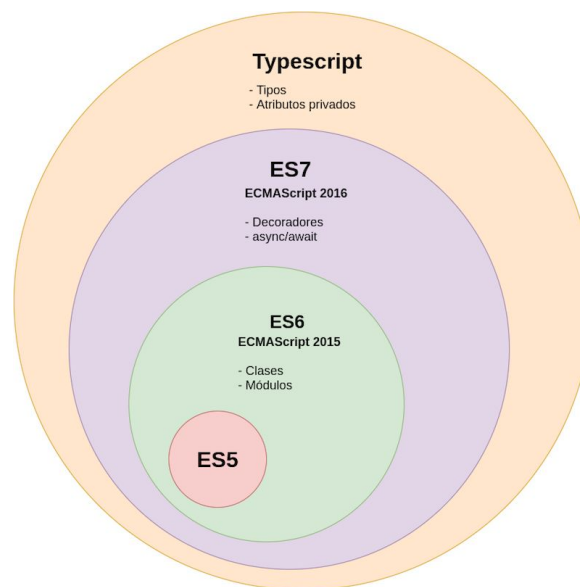 Typescript
- Tipos
- Atributos privados
ES7
ECMAScript 2016
- Decoradores
- async/await
ES6
ECMAScript 2015
- Clases
- Módulos
ES5